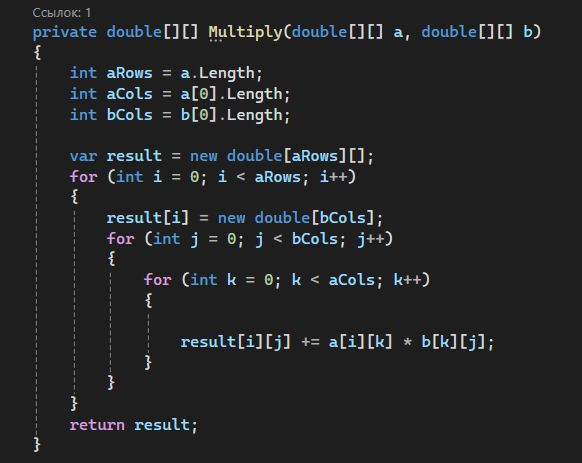 Ссылок: 1
private double[][] Multiply(double[][] a, double[][] b)
{
    int aRows = a.Length;
    int aCols = a[0].Length;
    int bCols = b[0].Length;

    var result = new double[aRows][];
    for (int i = 0; i < aRows; i++)
    {
        result[i] = new double[bCols];
        for (int j = 0; j < bCols; j++)
        {
            for (int k = 0; k < aCols; k++)
            {

                result[i][j] += a[i][k] * b[k][j];
            }
        }
    }
    return result;
}